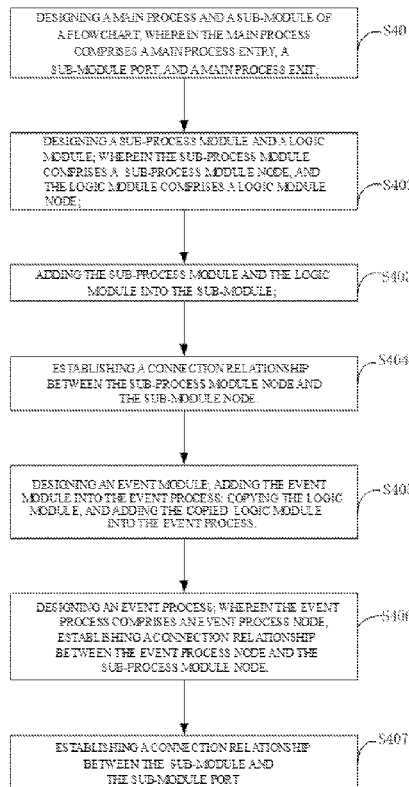 DESIGNING A MAIN PROCESS AND A SUB-MODULE OF
A FLOWCHART; WHEREIN THE MAIN PROCESS
COMPRISES A MAIN PROCESS ENTRY, A
SUB-MODULE PORT, AND A MAIN PROCESS EXIT;
DESIGNING A SUB-PROCESS MODULE AND A LOGIC
MODULE; WHEREIN THE SUB-PROCESS MODULE
COMPRISES A SUB-PROCESS MODULE NODE, AND
THE LOGIC MODULE COMPRISES A LOGIC MODULE
NODE;
ADDING THE SUB-PROCESS MODULE AND THE LOGIC
MODULE INTO THE SUB-MODULE;
ESTABLISHING A CONNECTION RELATIONSHIP
BETWEEN THE SUB-PROCESS MODULE NODE AND
THE SUB-MODULE NODE.
S404
DESIGNING AN EVENT MODULE; ADDING THE EVENT
MODULE INTO THE EVENT PROCESS; COPYING THE LOGIC
MODULE, AND ADDING THE COPIED LOGIC MODULE
INTO THE EVENT PROCESS.
DESIGNING AN EVENT PROCESS; WHEREIN THE EVENT
PROCESS COMPRISES AN EVENT PROCESS NODE,
ESTABLISHING A CONNECTION RELATIONSHIP
BETWEEN THE EVENT PROCESS NODE AND THE
SUB-PROCESS MODULE NODE.
S406
ESTABLISHING A CONNECTION RELATIONSHIP
BETWEEN THE SUB-MODULE AND
THE SUB-MODULE PORT
S407